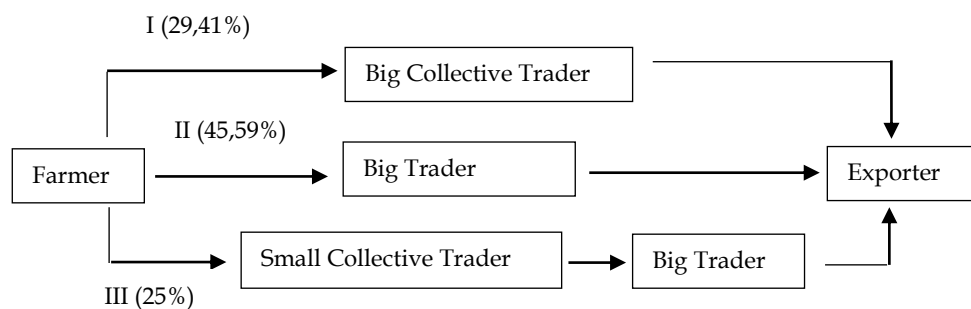 I (29,41%)
Big Collective Trader
II (45,59%)
Farmer
Big Trader
Exporter
Small Collective Trader
Big Trader
III (25%)